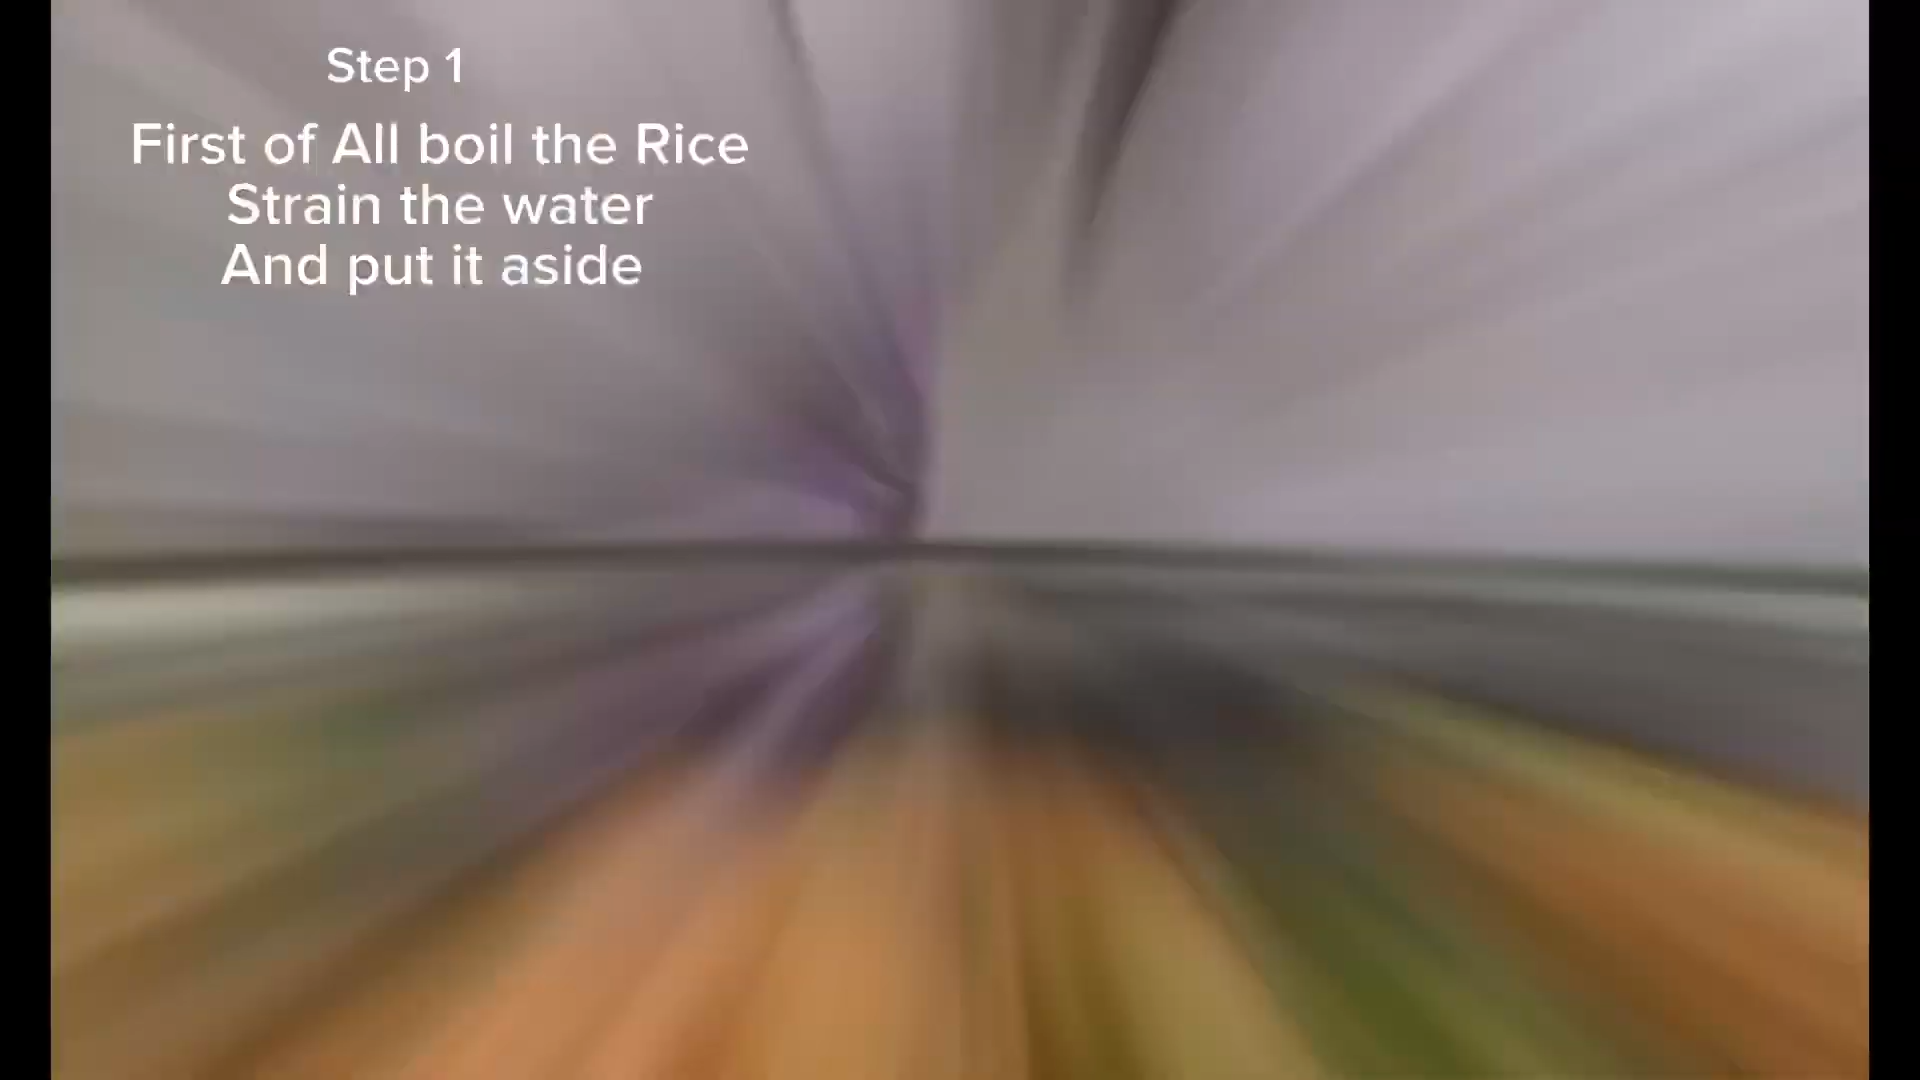 Step 1
First of All boil the Rice
Strain the water
And put it aside